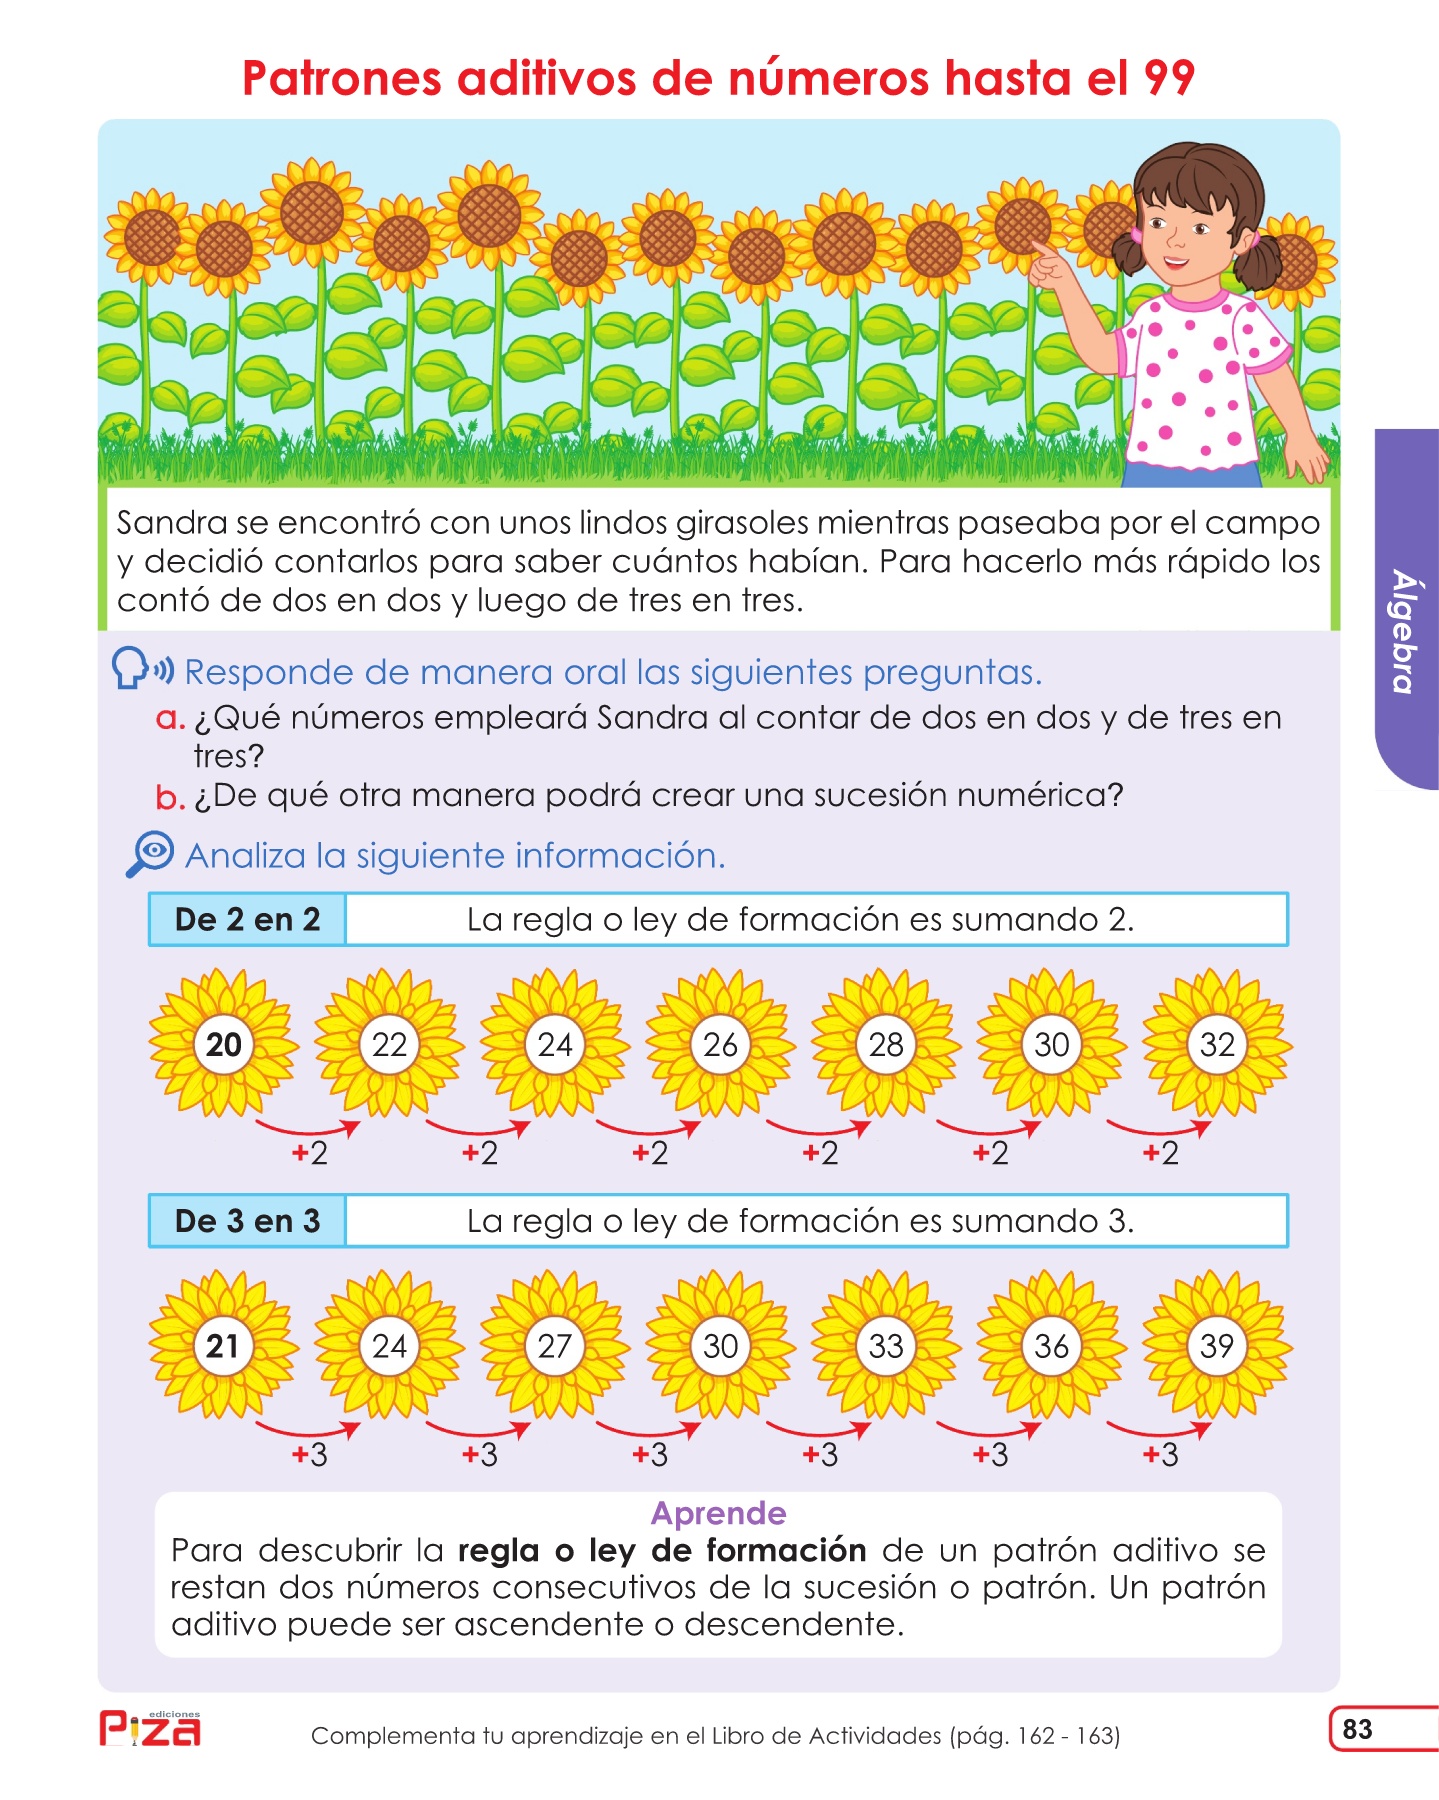 Patrones aditivos de números hasta el 99
Sandra se encontró con unos lindos girasoles mientras paseaba por el campo
y decidió contarlos para saber cuántos habían. Para hacerlo más rápido los
contó de dos en dos y luego de tres en tres.
Álgebra
Responde de manera oral las siguientes preguntas.
a. ¿Qué números empleará Sandra al contar de dos en dos y de tres en
tres?
b. ¿De qué otra manera podrá crear una sucesión numérica?
Analiza la siguiente información.
De 2 en 2 La regla o ley de formación es sumando 2.
20 22 24 26 28 30 32
+2 +2 +2 +2 +2 +2
De 3 en 3 La regla o ley de formación es sumando 3.
21 24 27 30 33 36 39
+3 +3 +3 +3 +3 +3
Aprende
Para descubrir la regla o ley de formación de un patrón aditivo se
restan dos números consecutivos de la sucesión o patrón. Un patrón
aditivo puede ser ascendente o descendente.
ediciones
Piza
Complementa tu aprendizaje en el Libro de Actividades (pág. 162 - 163)
83